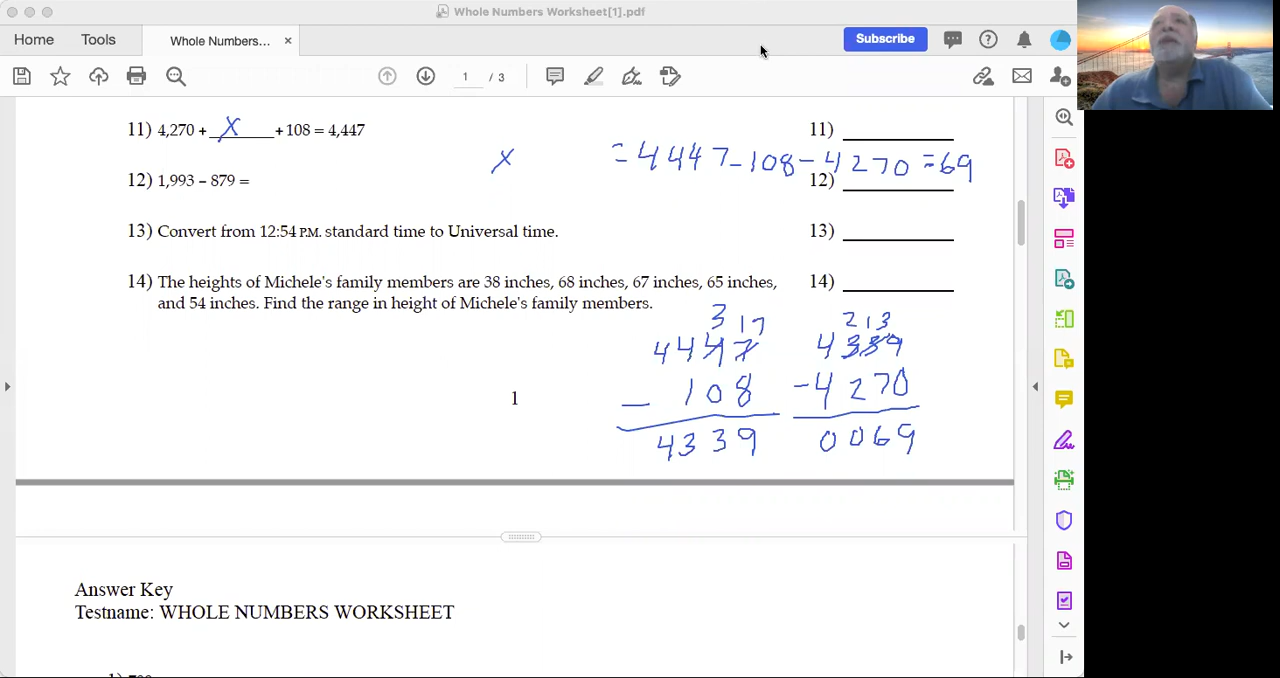 Whole Numbers Worksheet[1].pdf
Home Tools Whole Numbers... × Subscribe
1 / 3
11) 4,270 + X + 108 = 4,447 11)
X = 4447 - 108 - 4270 = 69
12) 1,993 – 879 = 12)
13) Convert from 12:54 P.M. standard time to Universal time. 13)
14) The heights of Michele's family members are 38 inches, 68 inches, 67 inches, 65 inches, 14)
and 54 inches. Find the range in height of Michele's family members.
3 17 2 13
4447 4339
- 108 - 4270
4339 0069
1
Answer Key
Testname: WHOLE NUMBERS WORKSHEET